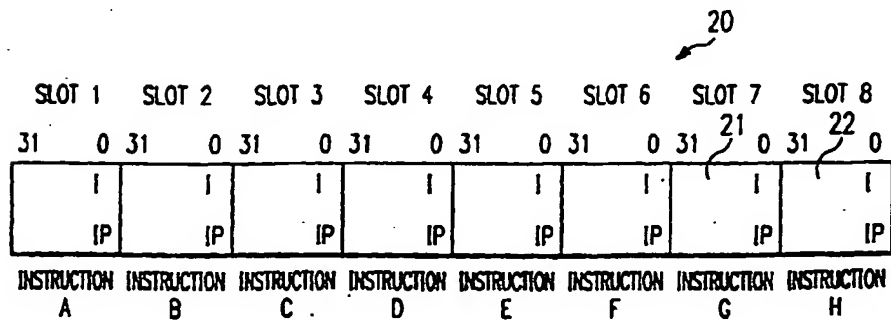 20
SLOT 1 SLOT 2 SLOT 3 SLOT 4 SLOT 5 SLOT 6 SLOT 7 SLOT 8
31 0 31 0 31 0 31 0 31 0 31 0 31 21 0 31 22 0
I I I I I I I I
IP IP IP IP IP IP IP IP
INSTRUCTION INSTRUCTION INSTRUCTION INSTRUCTION INSTRUCTION INSTRUCTION INSTRUCTION INSTRUCTION
A B C D E F G H